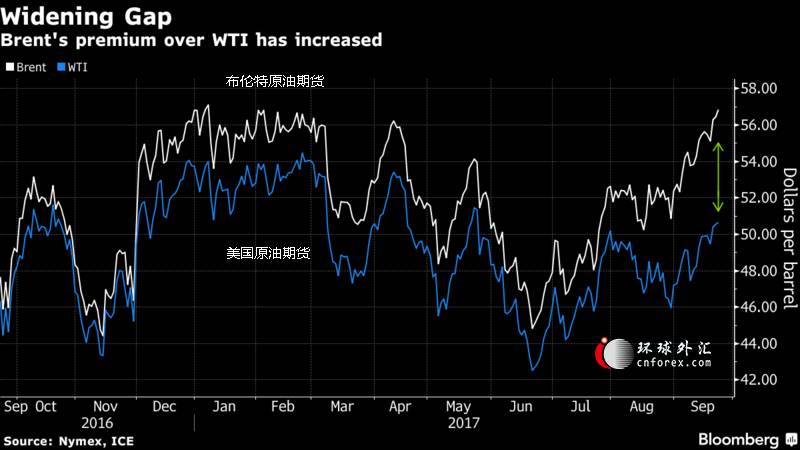 Widening Gap
Brent's premium over WTI has increased
Brent WTI
布伦特原油期货
58.00
56.00
54.00
52.00
50.00
48.00
46.00
44.00
42.00
Dollars per barrel
美国原油期货
环球外汇
cnforex.com
Sep Oct Nov Dec Jan Feb Mar Apr May Jun Jul Aug Sep
2016 2017
Source: Nymex, ICE
Bloomberg